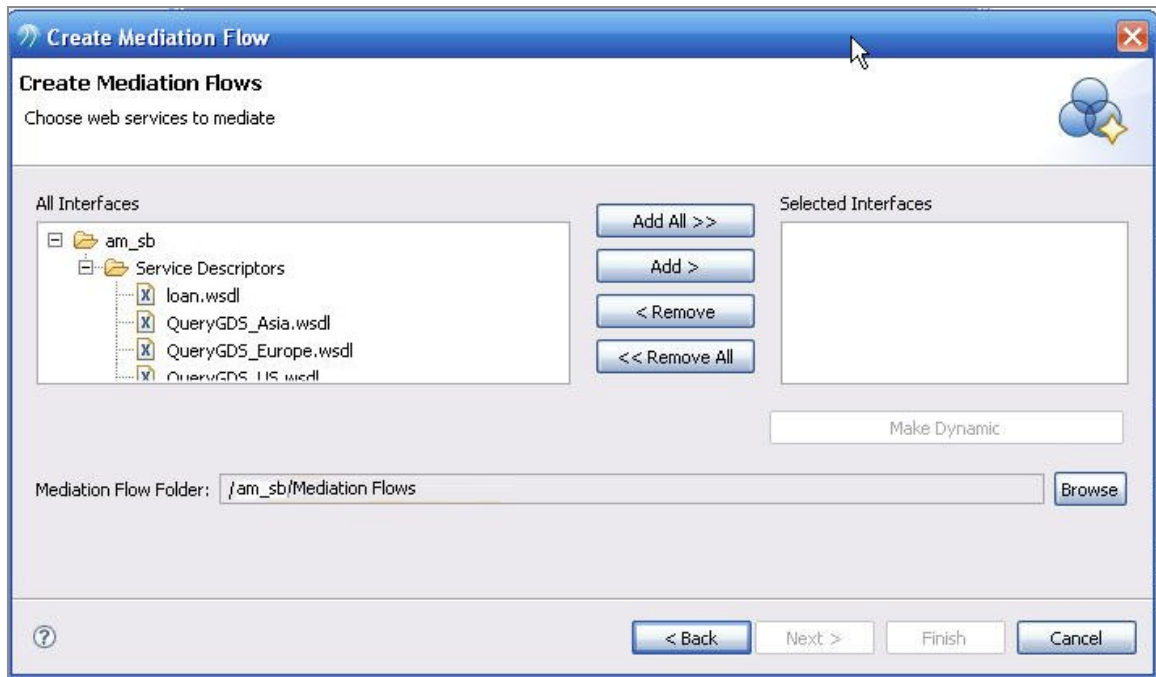 Create Mediation Flow
Create Mediation Flows
Choose web services to mediate
All Interfaces
Selected Interfaces
am_sb
Service Descriptors
loan.wsdl
QueryGDS_Asia.wsdl
QueryGDS_Europe.wsdl
QueryGDS_US.wsdl
Add All >>
Add >
< Remove
<< Remove All
Make Dynamic
Mediation Flow Folder: /am_sb/Mediation Flows Browse
< Back Next > Finish Cancel